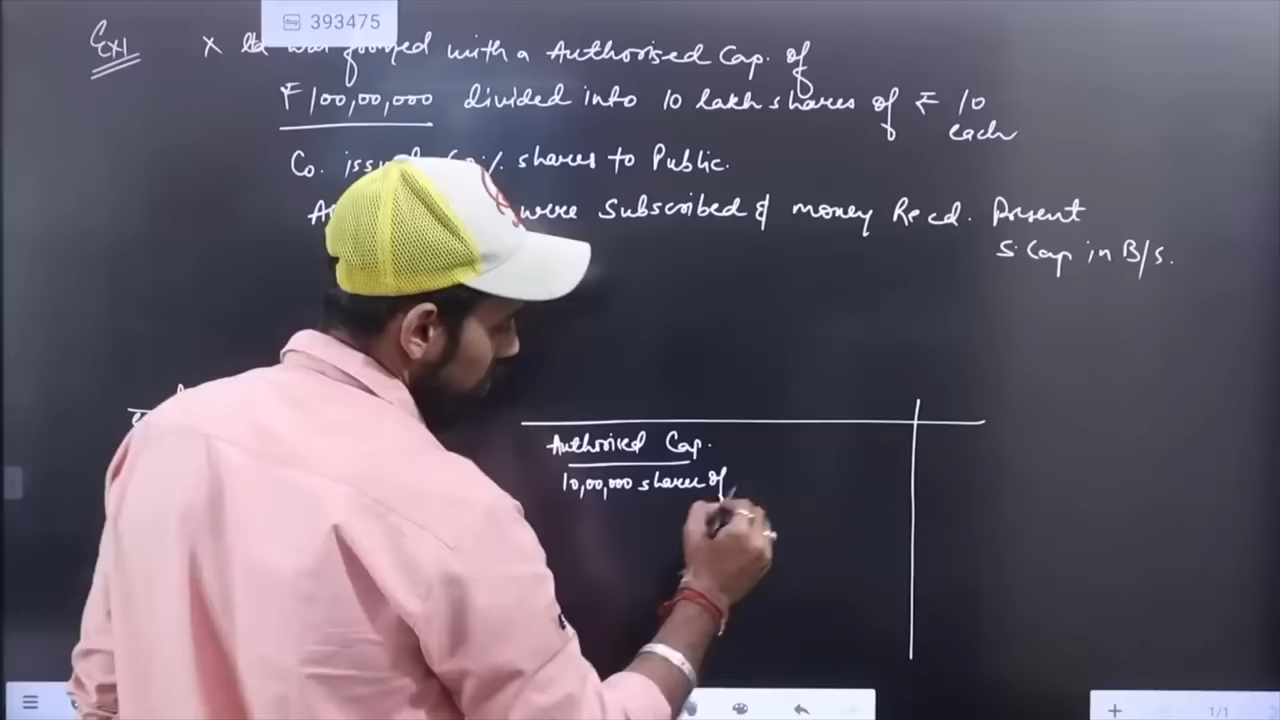 393475
Ex1 X ltd was formed with a Authorised Cap. of
₹ 100,00,000 divided into 10 lakh shares of ₹ 10
each
Co. issued % shares to Public.
were Subscribed & money Recd. Present
S. Cap in B/S.
Authorised Cap.
10,00,000 shares of
1/1